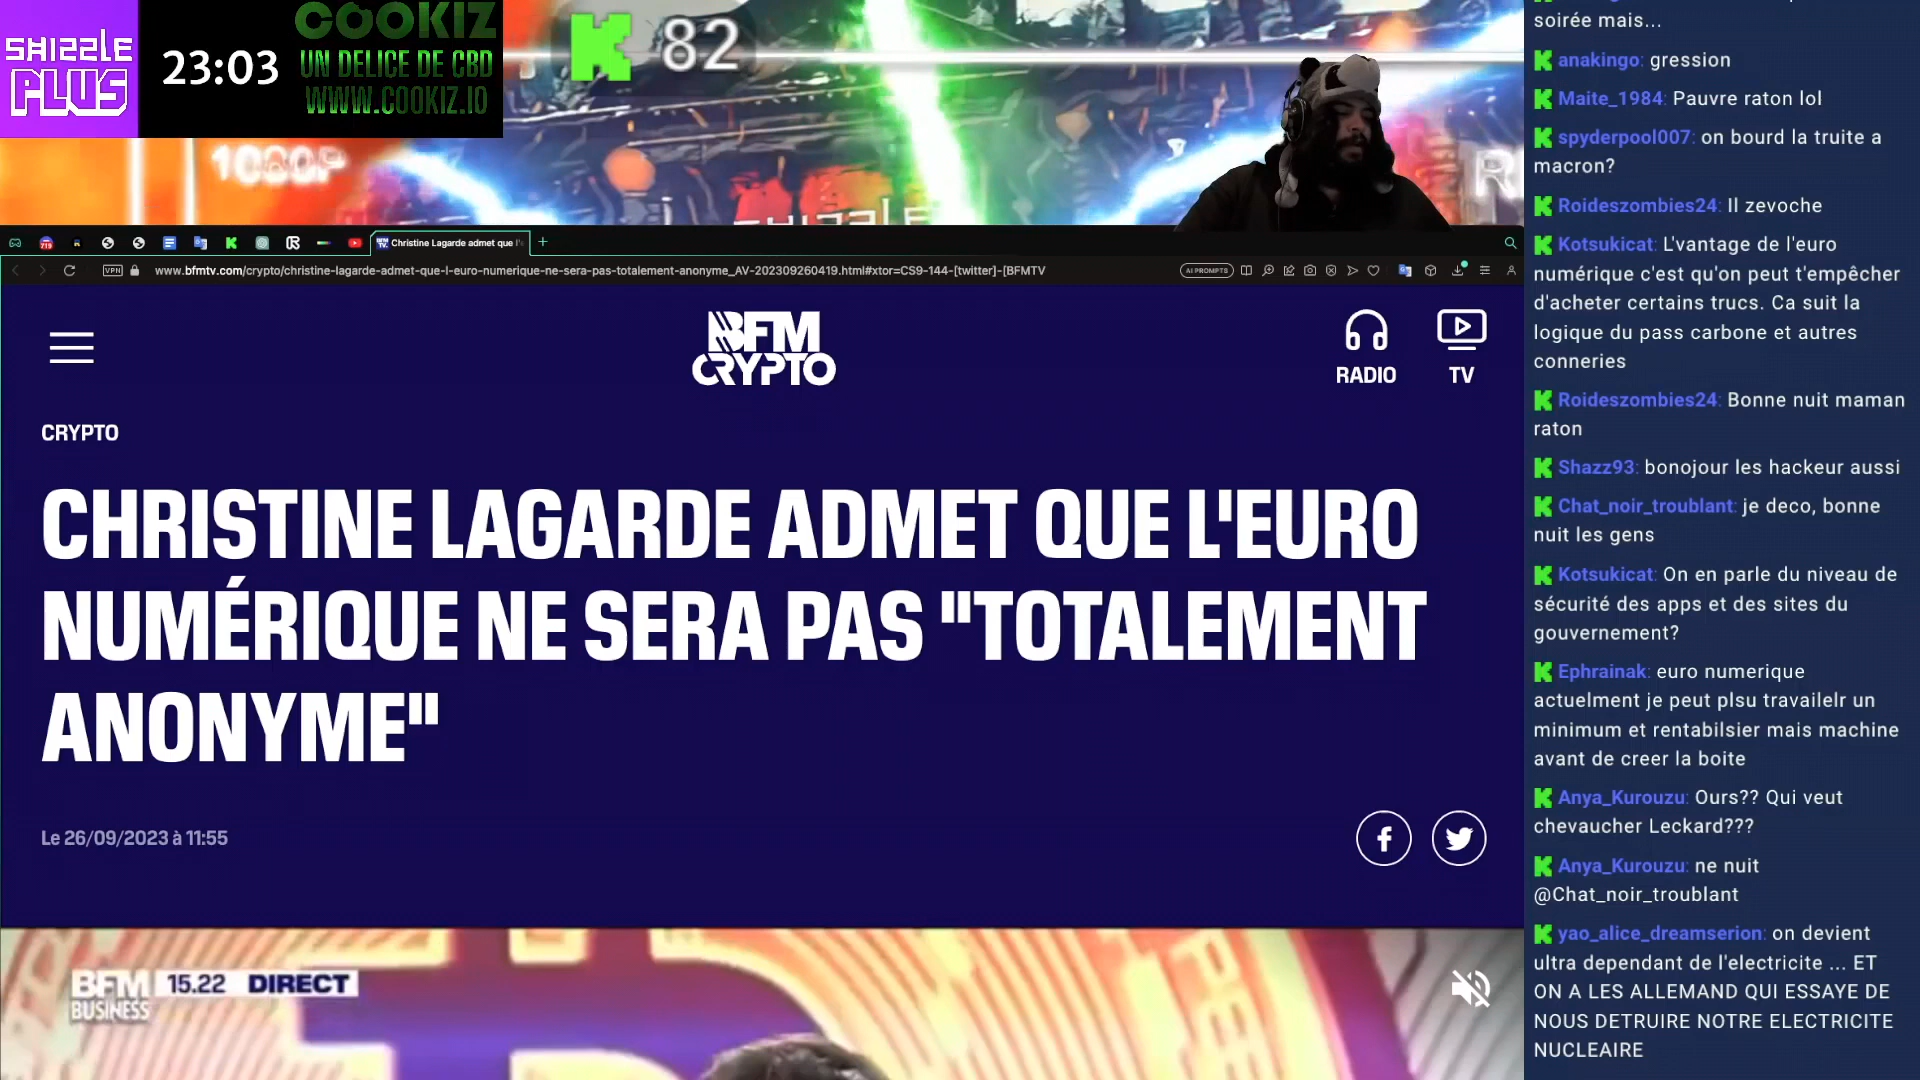 SHIZZLE
PLUS
23:03
COOKIZ
UN DELICE DE CBD
WWW.COOKIZ.IO
82
1080P
R
SHIZZLE
Christine Lagarde admet que l'e
VPN
www.bfmtv.com/crypto/christine-lagarde-admet-que-l-euro-numerique-ne-sera-pas-totalement-anonyme_AV-202309260419.html#xtor=CS9-144-[twitter]-[BFMTV
AI PROMPTS
BFM
CRYPTO
RADIO
TV
CRYPTO
CHRISTINE LAGARDE ADMET QUE L'EURO
NUMÉRIQUE NE SERA PAS "TOTALEMENT
ANONYME"
Le 26/09/2023 à 11:55
BFM
BUSINESS
15.22 DIRECT
soirée mais...
anakingo: gression
Maite_1984: Pauvre raton lol
spyderpool007: on bourd la truite a
macron?
Roideszombies24: Il zevoche
Kotsukicat: L'vantage de l'euro
numérique c'est qu'on peut t'empêcher
d'acheter certains trucs. Ca suit la
logique du pass carbone et autres
conneries
Roideszombies24: Bonne nuit maman
raton
Shazz93: bonojour les hackeur aussi
Chat_noir_troublant: je deco, bonne
nuit les gens
Kotsukicat: On en parle du niveau de
sécurité des apps et des sites du
gouvernement?
Ephrainak: euro numerique
actuelment je peut plsu travailelr un
minimum et rentabilsier mais machine
avant de creer la boite
Anya_Kurouzu: Ours?? Qui veut
chevaucher Leckard???
Anya_Kurouzu: ne nuit
@Chat_noir_troublant
yao_alice_dreamserion: on devient
ultra dependant de l'electricite ... ET
ON A LES ALLEMAND QUI ESSAYE DE
NOUS DETRUIRE NOTRE ELECTRICITE
NUCLEAIRE